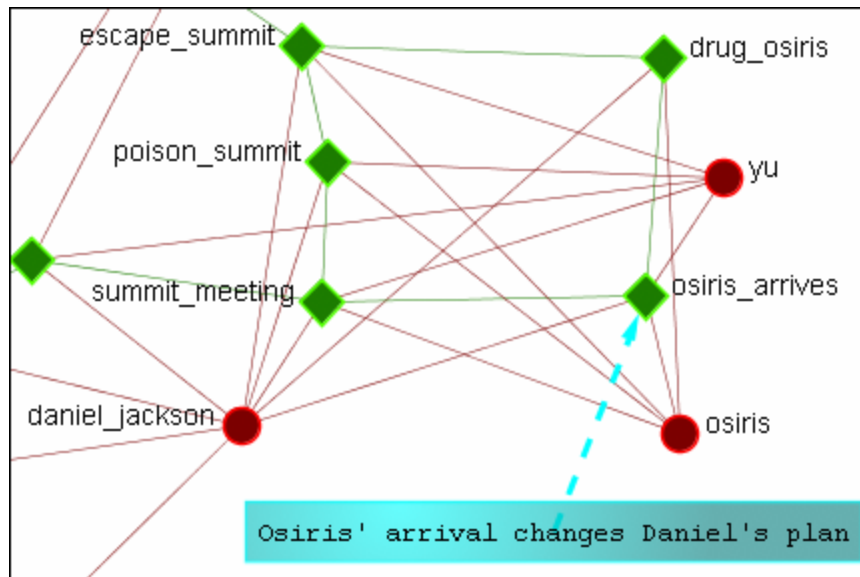 escape_summit
drug_osiris
poison_summit
yu
summit_meeting
osiris_arrives
daniel_jackson
osiris
Osiris' arrival changes Daniel's plan